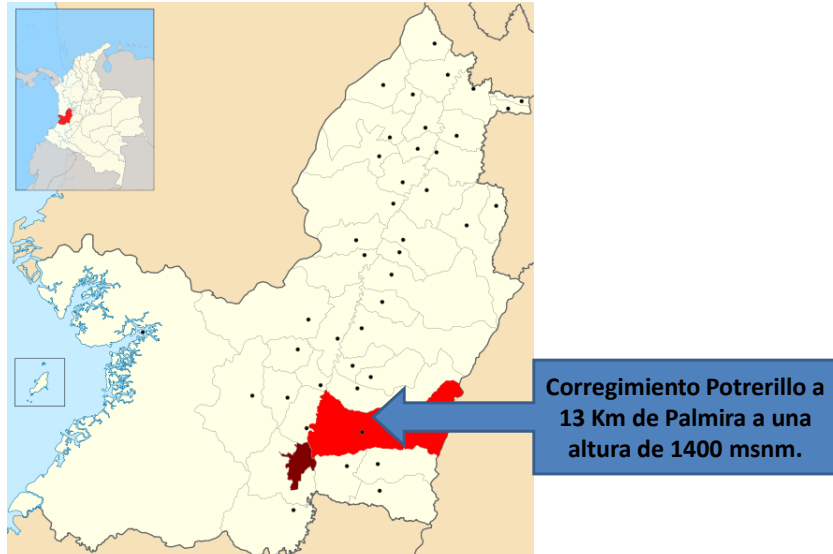 Corregimiento Potrerillo a
13 Km de Palmira a una
altura de 1400 msnm.